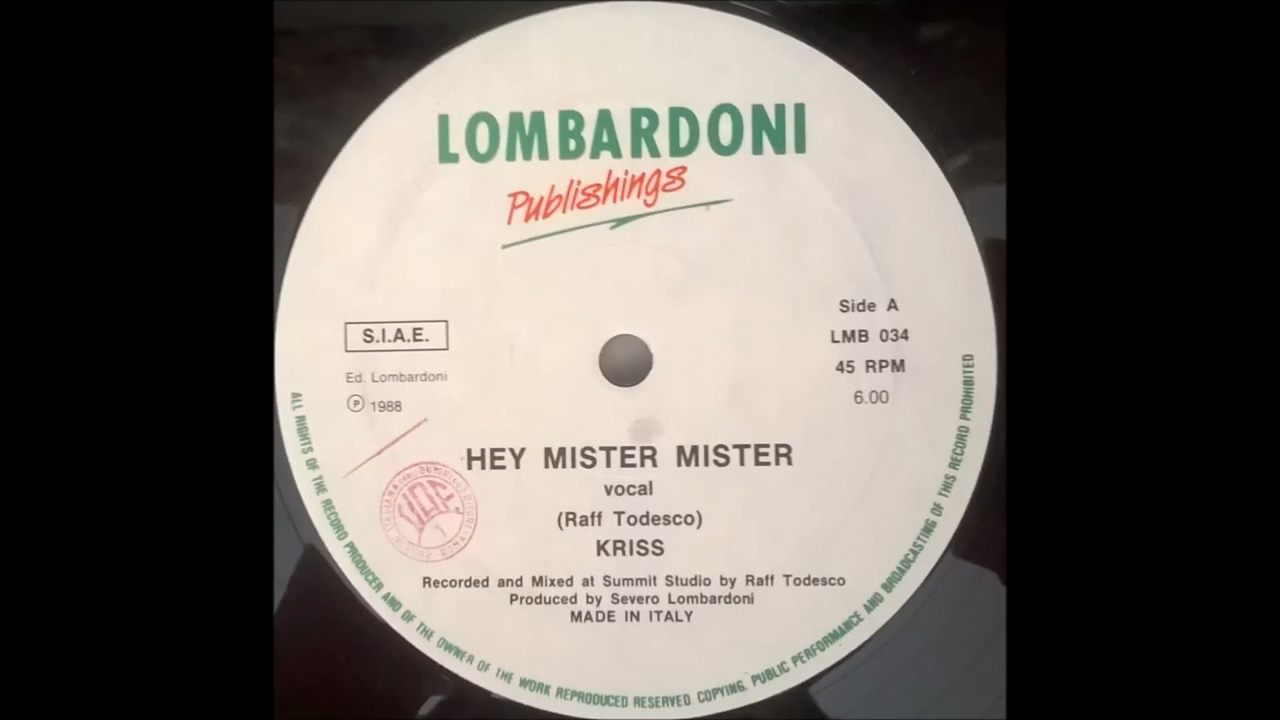 LOMBARDONI
Publishings
S.I.A.E.
Ed. Lombardoni
Ⓟ 1988
Side A
LMB 034
45 RPM
6.00
HEY MISTER MISTER
vocal
(Raff Todesco)
KRISS
Recorded and Mixed at Summit Studio by Raff Todesco
Produced by Severo Lombardoni
MADE IN ITALY
ALL RIGHTS OF THE RECORD PRODUCER AND OF THE OWNER OF THE WORK REPRODUCED RESERVED COPYING. PUBLIC PERFORMANCE AND BROADCASTING OF THIS RECORD PROHIBITED